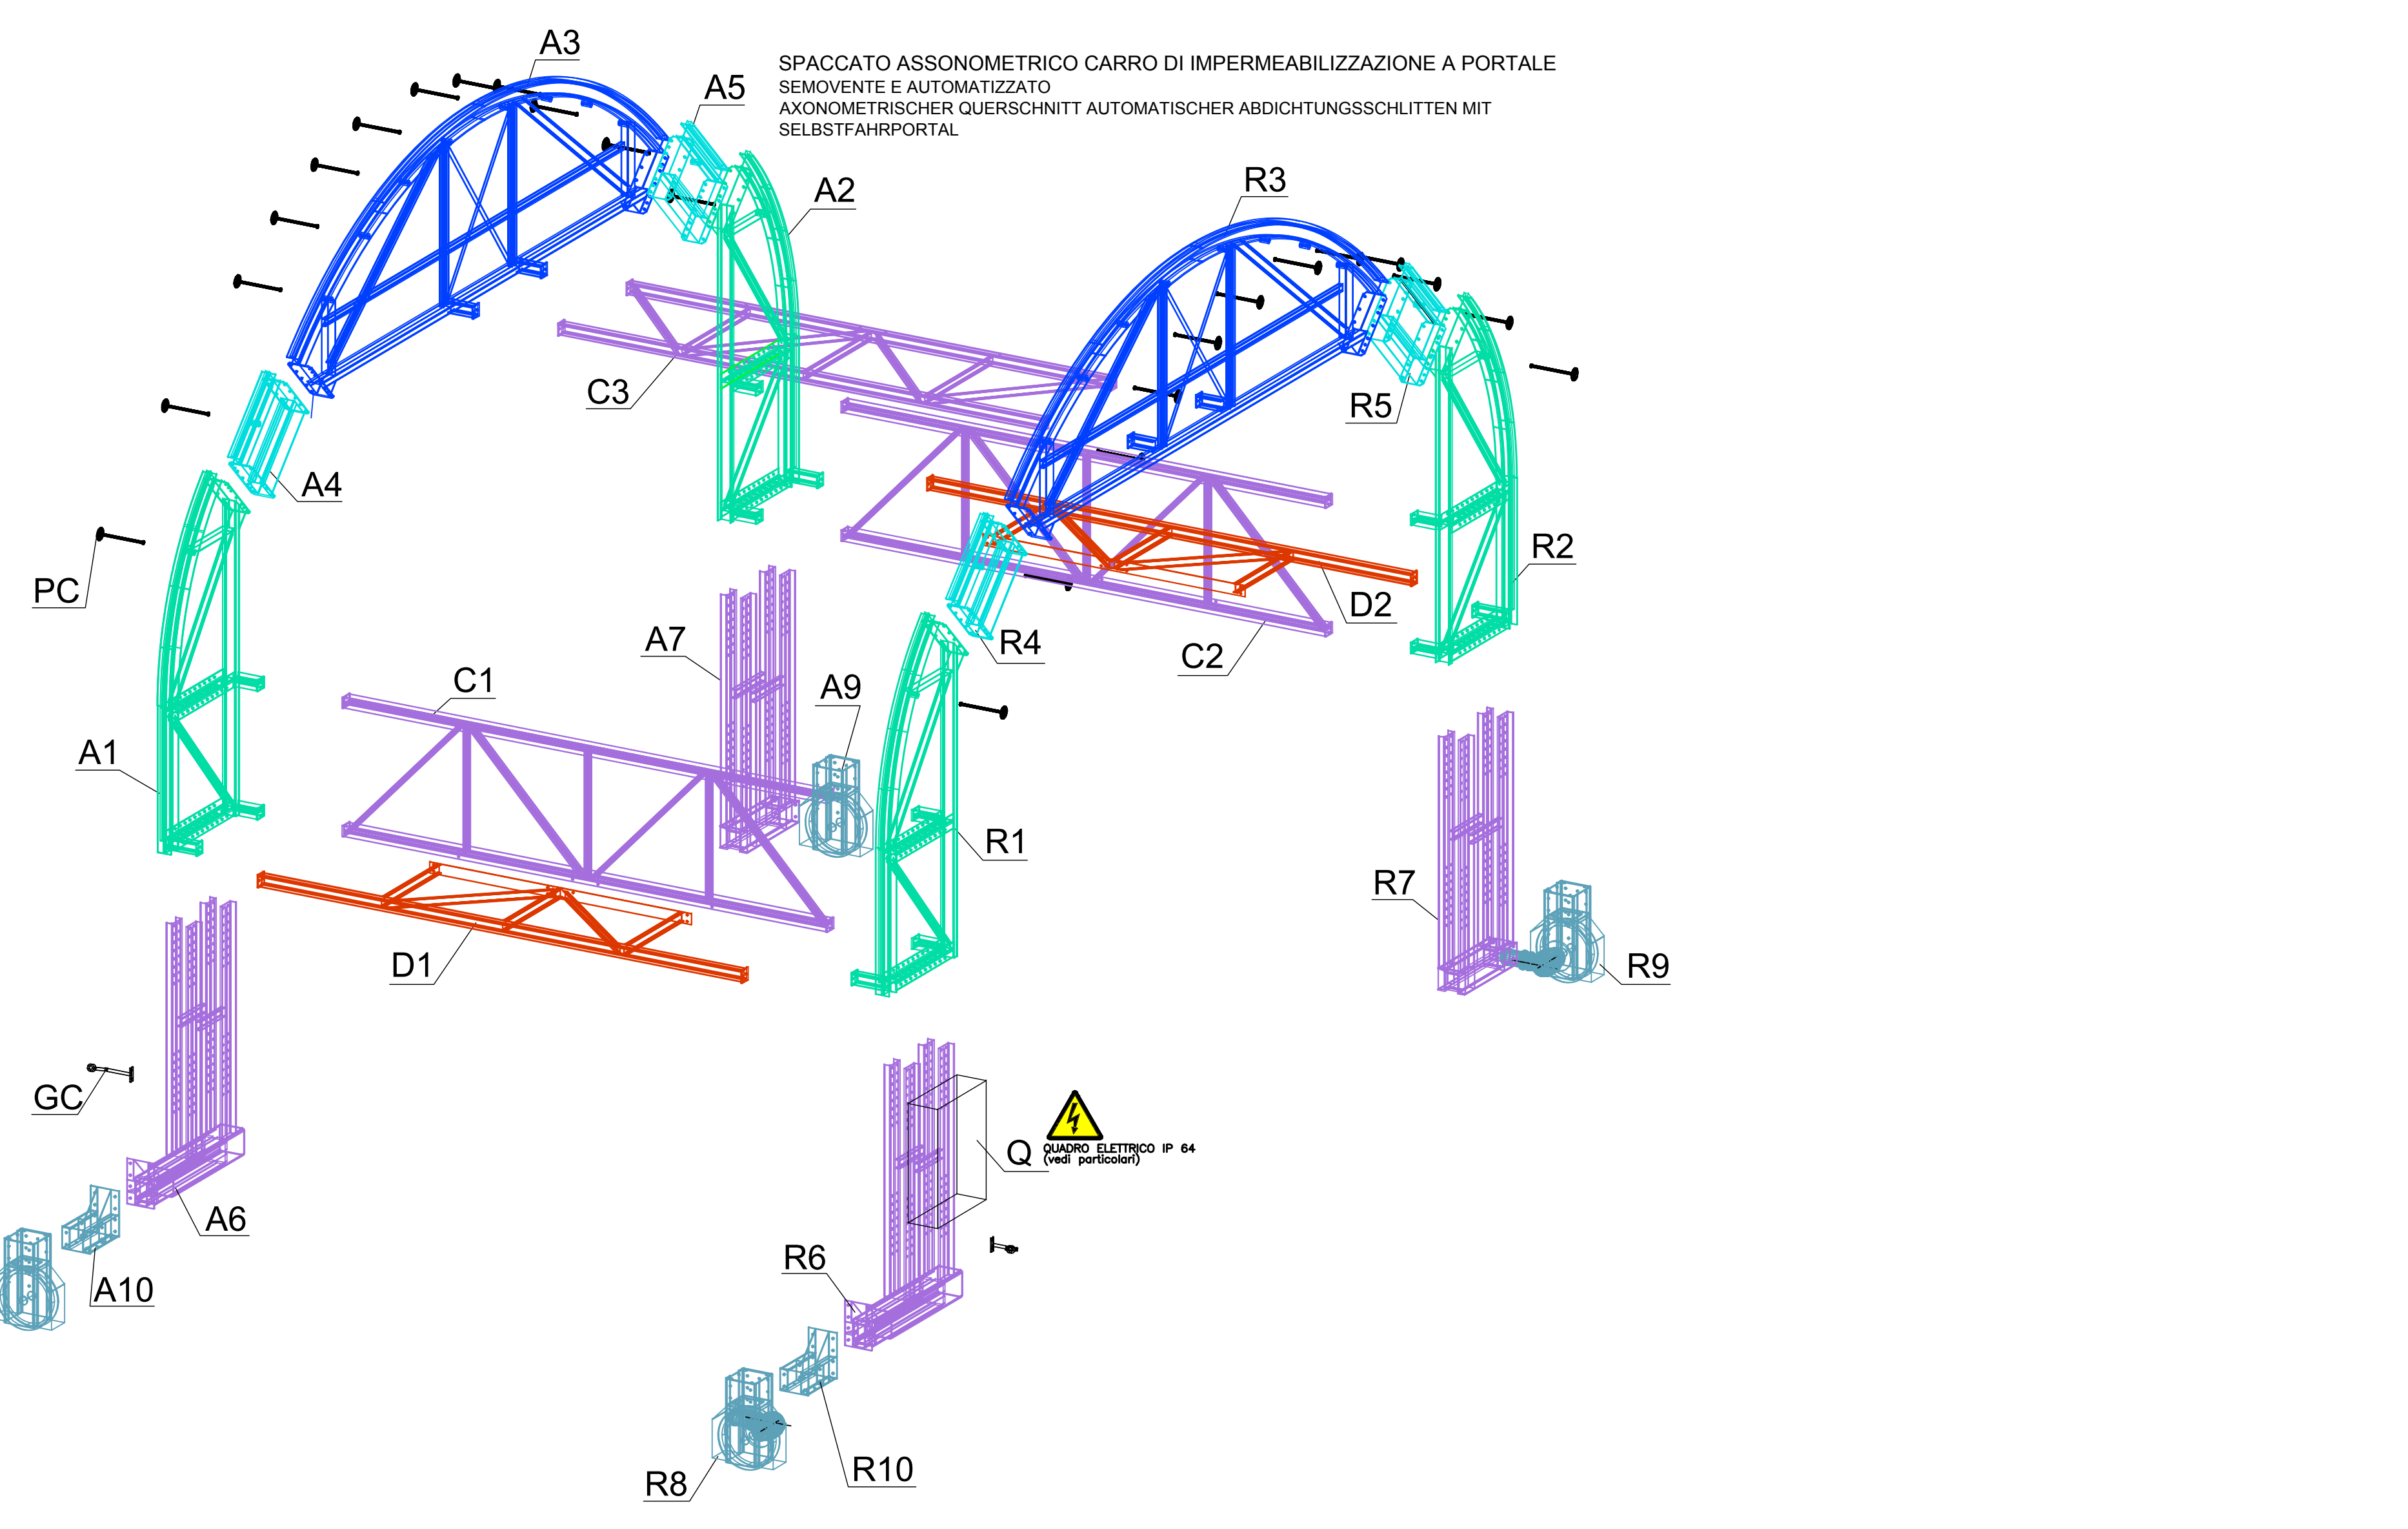 A3
SPACCATO ASSONOMETRICO CARRO DI IMPERMEABILIZZAZIONE A PORTALE
A5
SEMOVENTE E AUTOMATIZZATO
AXONOMETRISCHER QUERSCHNITT AUTOMATISCHER ABDICHTUNGSSCHLITTEN MIT
SELBSTFAHRPORTAL
R3
A2
C3
R5
A4
R2
PC
D2
A7
R4
C2
C1
A9
A1
R1
R7
D1
R9
GC
Q
QUADRO ELETTRICO IP 64
(vedi particolari)
A6
R6
A10
R10
R8